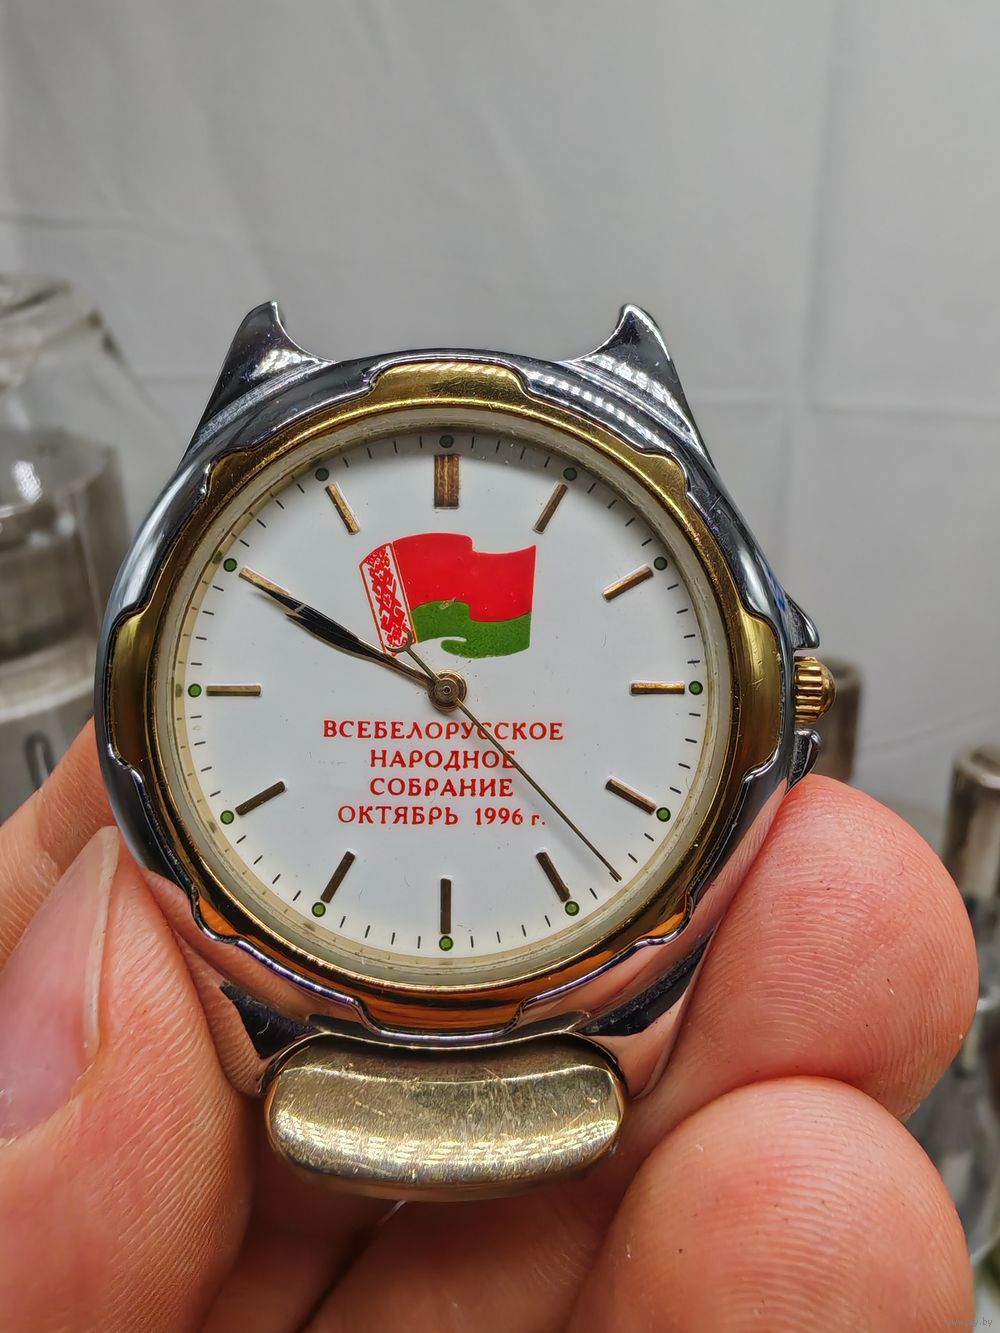 ВСЕБЕЛОРУССКОЕ
НАРОДНОЕ
СОБРАНИЕ
ОКТЯБРЬ 1996 г.